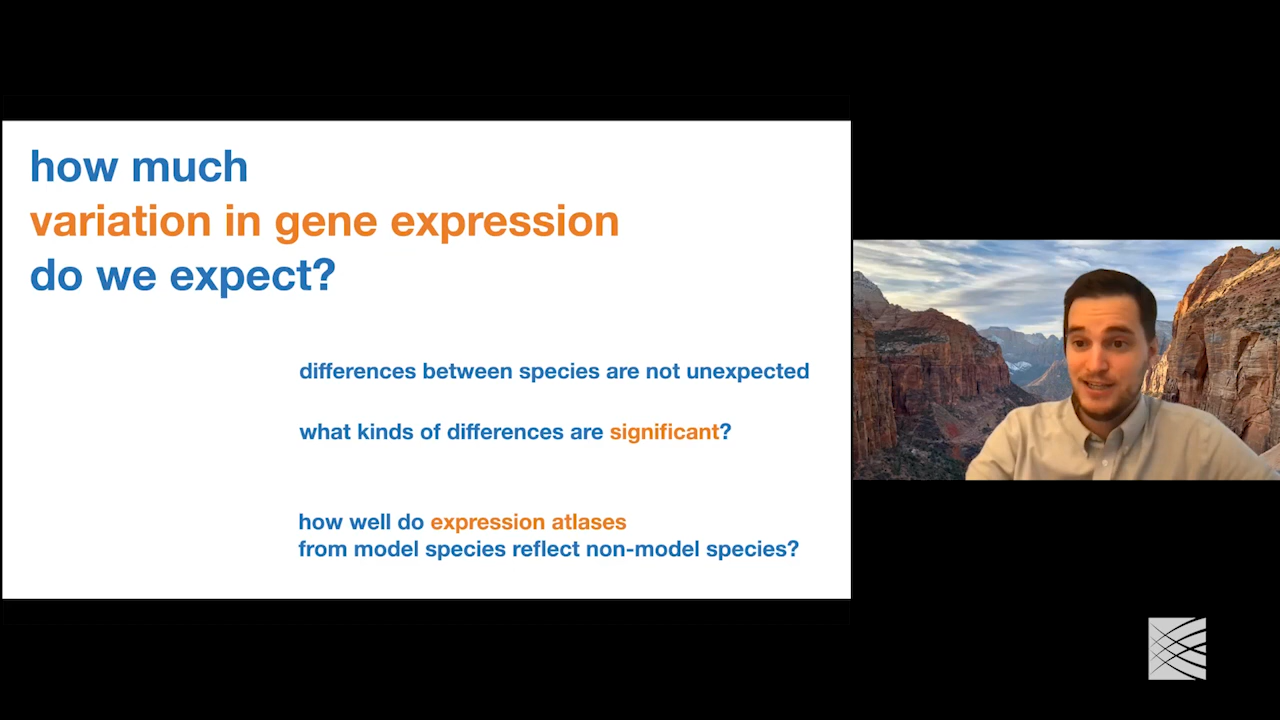 how much
variation in gene expression
do we expect?
differences between species are not unexpected
what kinds of differences are significant?
how well do expression atlases
from model species reflect non-model species?